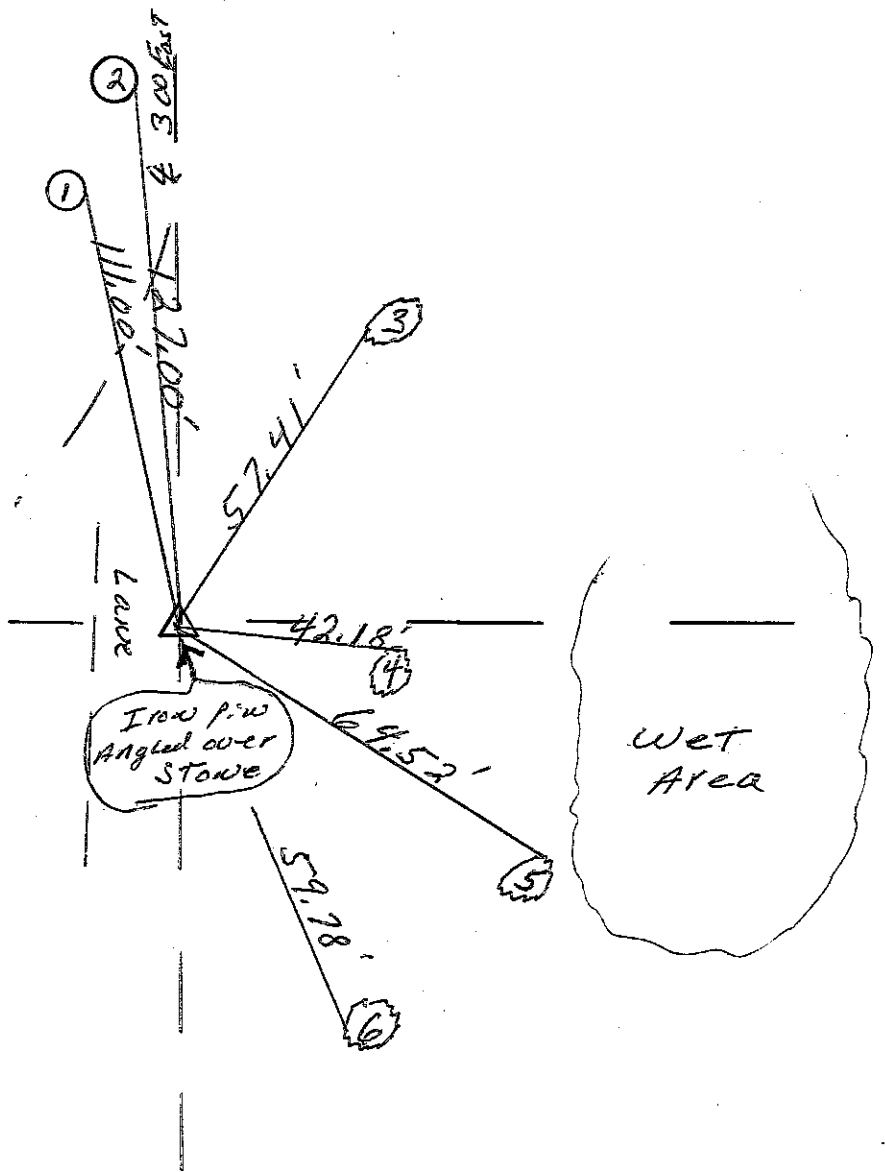 2
℄ 300 East
1
111.00'
127.00'
3
57.41'
Lane
42.18'
4
Iron Pin
Angled over
Stone
64.52'
Wet
Area
5
59.78'
6